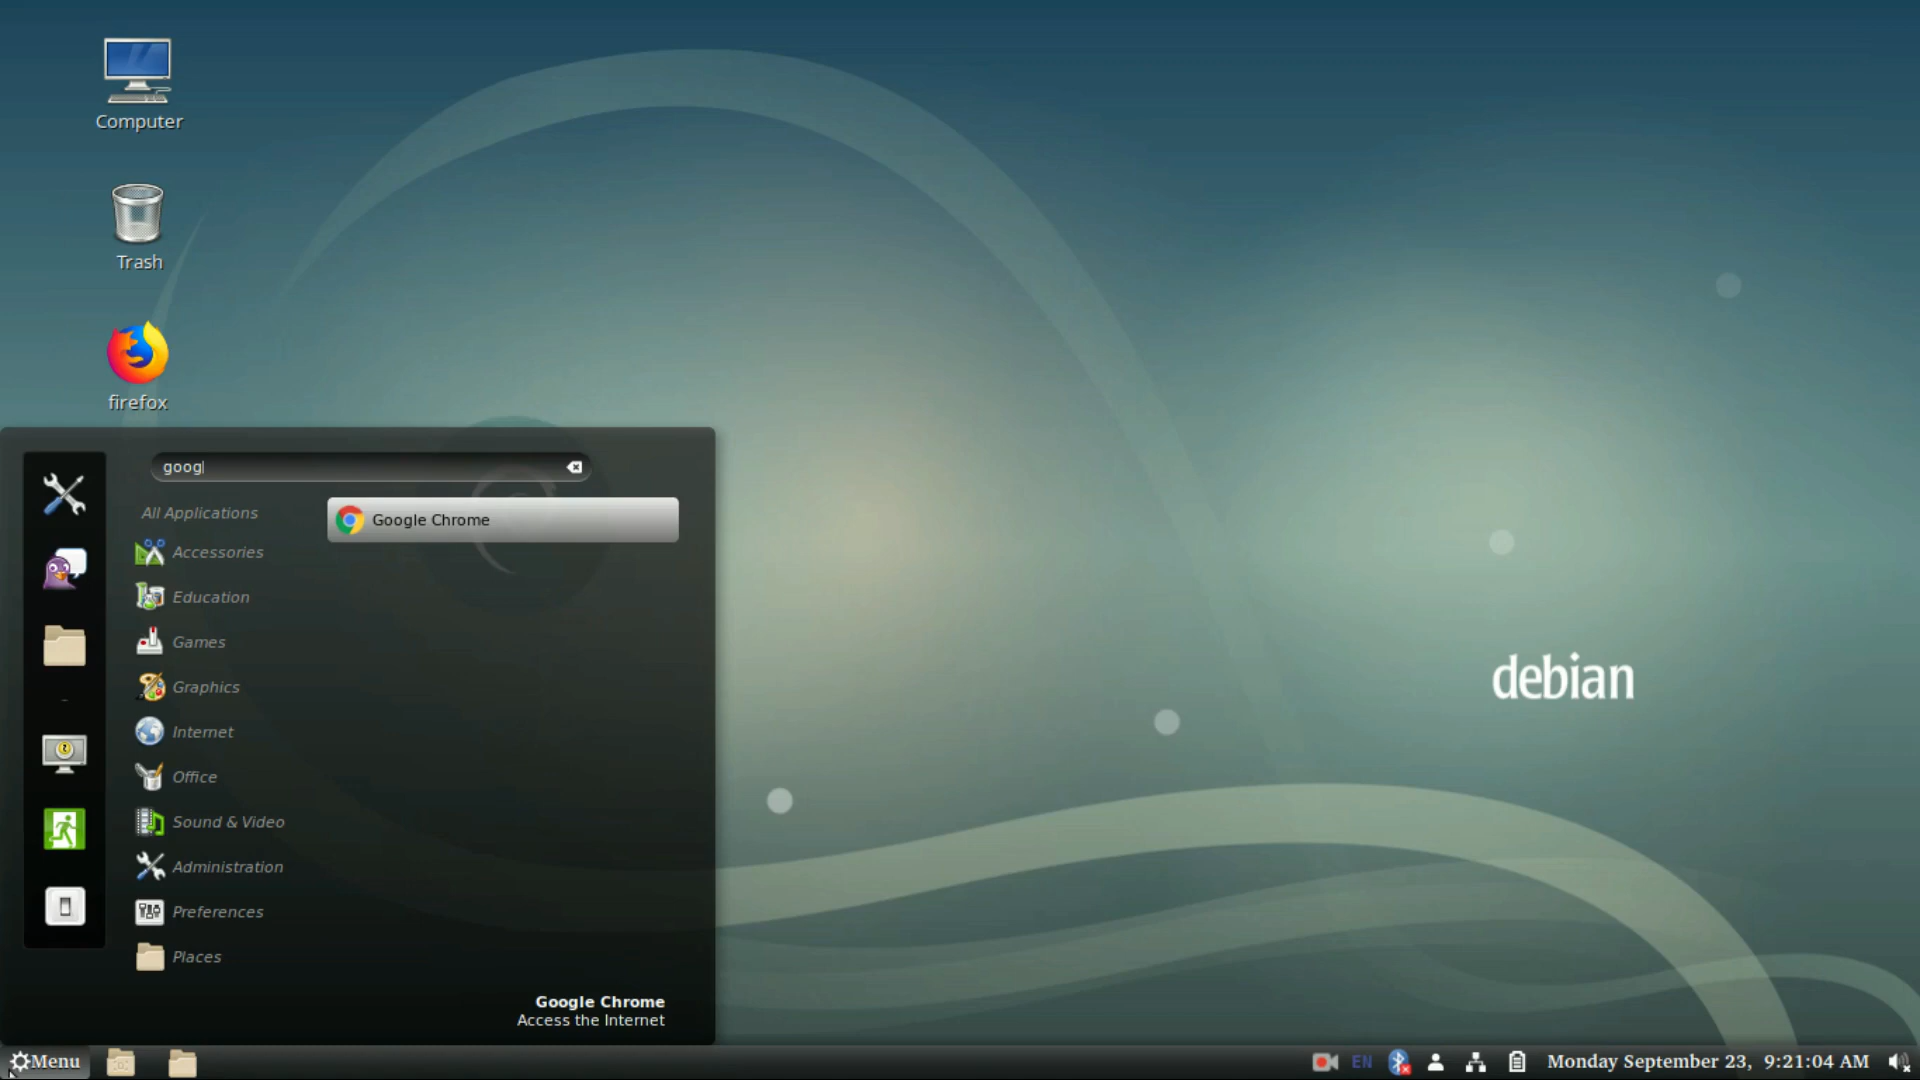 Computer
Trash
firefox
goog
All Applications
Google Chrome
Accessories
Education
Games
Graphics
Internet
Office
Sound & Video
Administration
Preferences
Places
Google Chrome
Access the Internet
debian
Menu
EN
Monday September 23, 9:21:04 AM